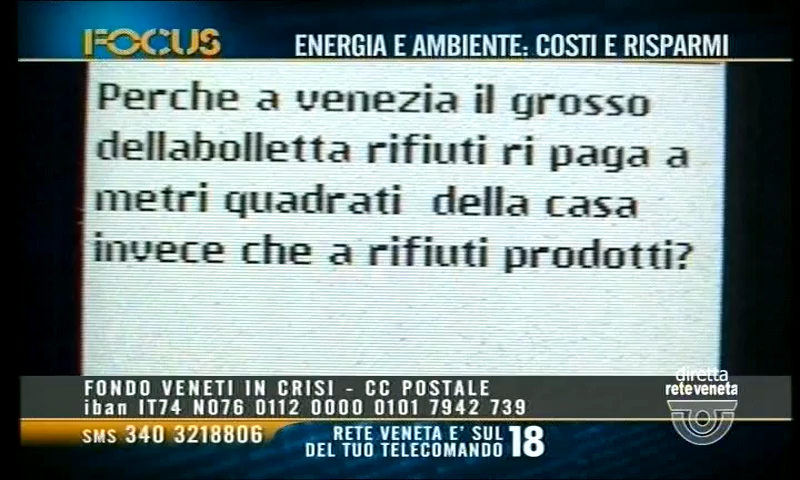 FOCUS
ENERGIA E AMBIENTE: COSTI E RISPARMI
Perche a venezia il grosso
dellabolletta rifiuti ri paga a
metri quadrati della casa
invece che a rifiuti prodotti?
diretta
reteveneta
FONDO VENETI IN CRISI - CC POSTALE
iban IT74 N076 0112 0000 0101 7942 739
SMS 340 3218806
RETE VENETA E' SUL
DEL TUO TELECOMANDO 18